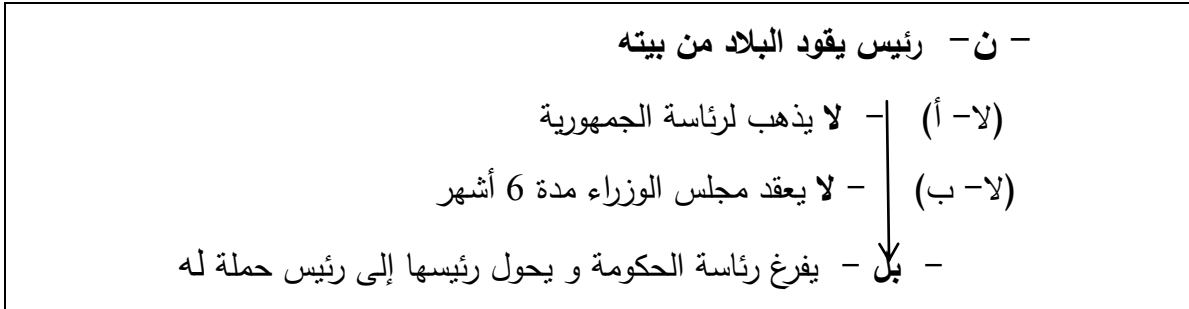 - ن- رئيس يقود البلاد من بيته
(لا- أ) - لا يذهب لرئاسة الجمهورية
(لا- ب) - لا يعقد مجلس الوزراء مدة 6 أشهر
- بل - يفرغ رئاسة الحكومة و يحول رئيسها إلى رئيس حملة له